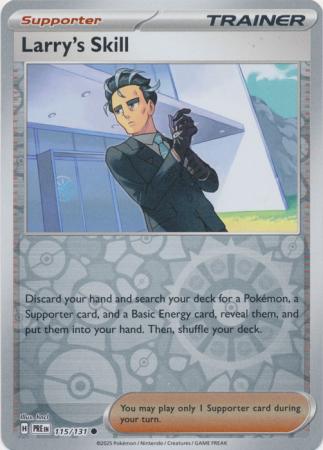 Supporter
TRAINER
Larry's Skill
Discard your hand and search your deck for a Pokémon, a
Supporter card, and a Basic Energy card, reveal them, and
put them into your hand. Then, shuffle your deck.
You may play only 1 Supporter card during
your turn.
Illus. kocl
H PRE EN 115/131
©2025 Pokémon / Nintendo / Creatures / GAME FREAK